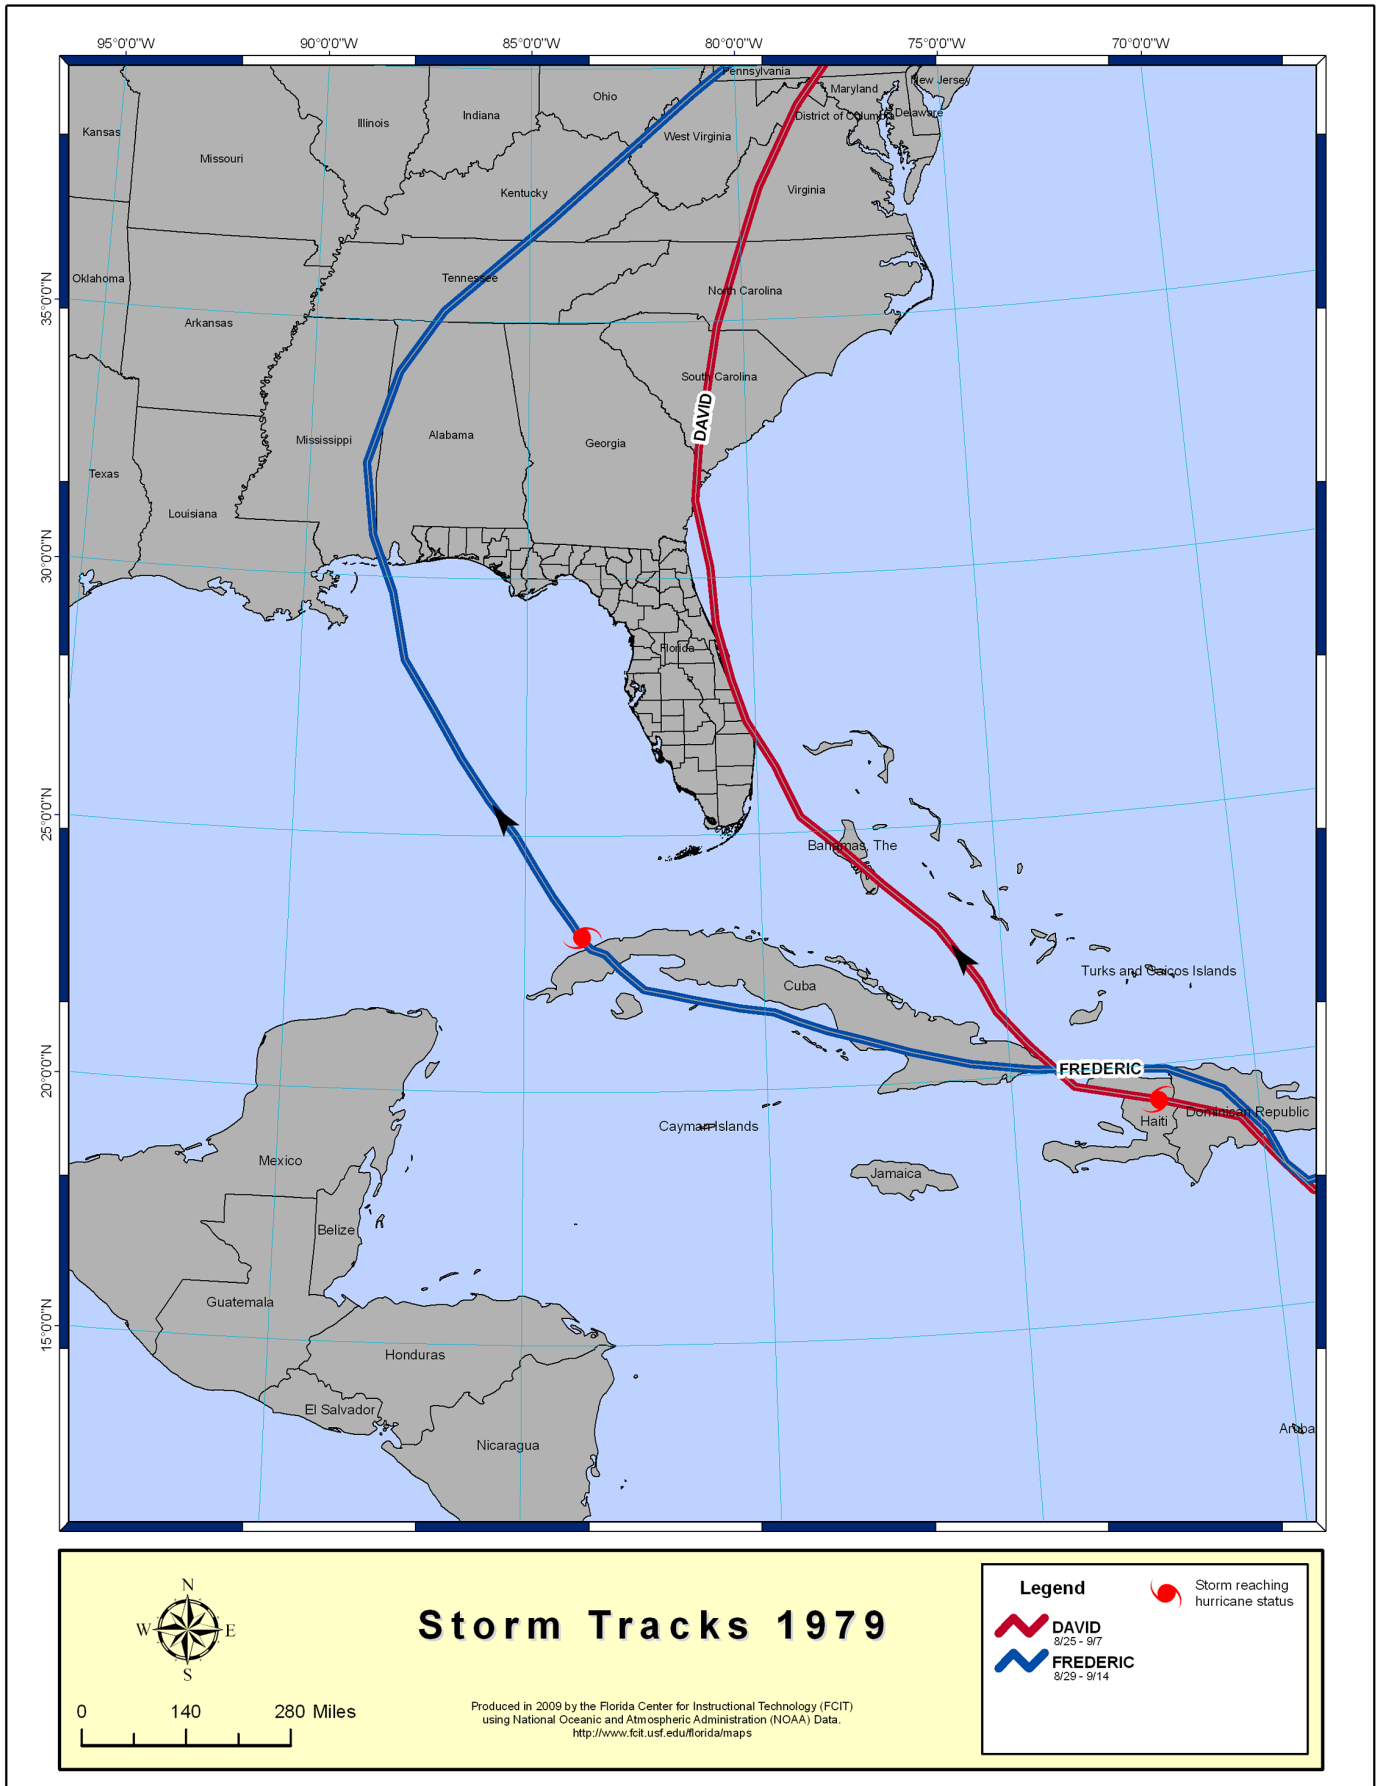 95°0'0"W
90°0'0"W
85°0'0"W
80°0'0"W
75°0'0"W
70°0'0"W
Pennsylvania
New Jersey
Ohio
Maryland
Indiana
Illinois
District of Columbia
Delaware
Kansas
West Virginia
Missouri
Kentucky
Virginia
35°0'0"N
Oklahoma
Tennessee
North Carolina
Arkansas
South Carolina
DAVID
Mississippi
Alabama
Georgia
Texas
Louisiana
30°0'0"N
Florida
25°0'0"N
Bahamas, The
Turks and Caicos Islands
Cuba
20°0'0"N
FREDERIC
Dominican Republic
Haiti
Cayman Islands
Mexico
Jamaica
Belize
Guatemala
15°0'0"N
Honduras
El Salvador
Aruba
Nicaragua
N
W
E
S
0 140 280 Miles
Storm Tracks 1979
Produced in 2009 by the Florida Center for Instructional Technology (FCIT)
using National Oceanic and Atmospheric Administration (NOAA) Data.
http://www.fcit.usf.edu/florida/maps
Legend
DAVID
8/25 - 9/7
FREDERIC
8/29 - 9/14
Storm reaching
hurricane status